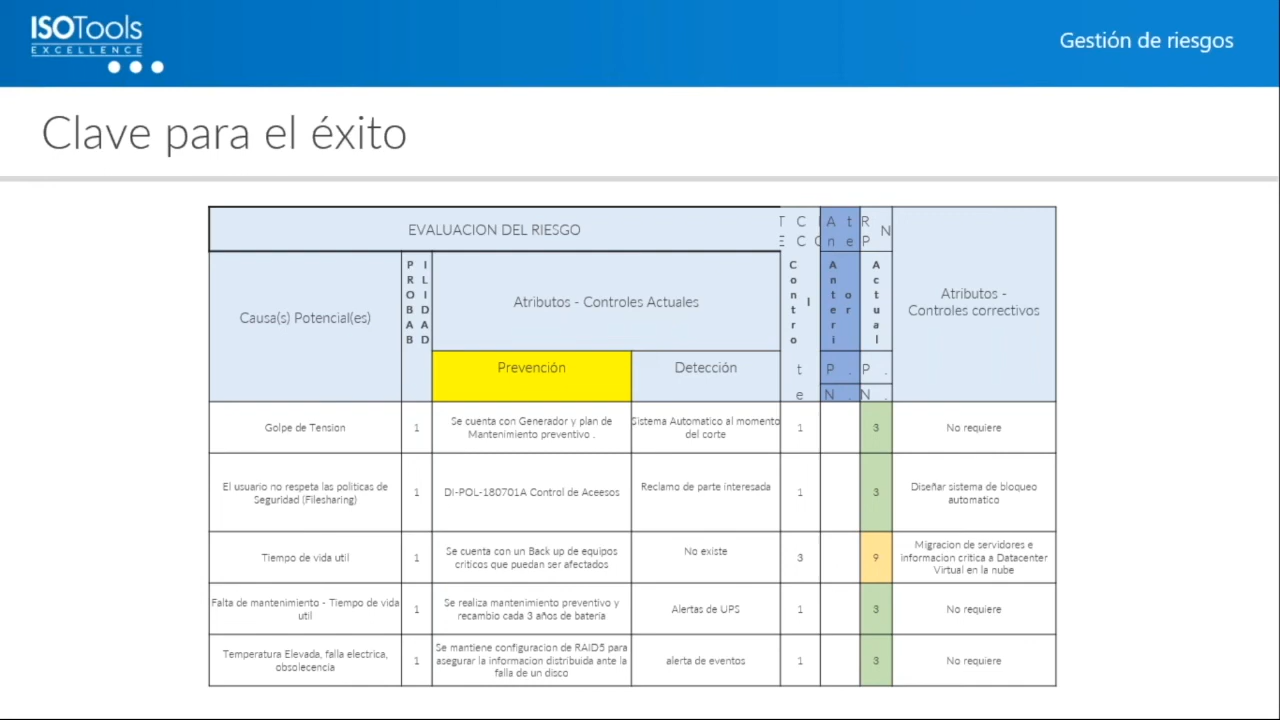 ISOTools
EXCELLENCE
Gestión de riesgos
Clave para el éxito
EVALUACION DEL RIESGO
Causa(s) Potencial(es)
PROBABILIDAD
Atributos - Controles Actuales
Control
Anterior
Actual
Atributos -
Controles correctivos
Prevención
Detección
Golpe de Tension
1
Se cuenta con Generador y plan de
Mantenimiento preventivo .
Sistema Automatico al momento
del corte
1
3
No requiere
El usuario no respeta las politicas de
Seguridad (Filesharing)
1
DI-POL-180701A Control de Aceesos
Reclamo de parte interesada
1
3
Diseñar sistema de bloqueo
automatico
Tiempo de vida util
1
Se cuenta con un Back up de equipos
criticos que puedan ser afectados
No existe
3
9
Migracion de servidores e
informacion critica a Datacenter
Virtual en la nube
Falta de mantenimiento - Tiempo de vida
util
1
Se realiza mantenimiento preventivo y
recambio cada 3 años de bateria
Alertas de UPS
1
3
No requiere
Temperatura Elevada, falla electrica,
obsolecencia
1
Se mantiene configuracion de RAID5 para
asegurar la informacion distribuida ante la
falla de un disco
alerta de eventos
1
3
No requiere